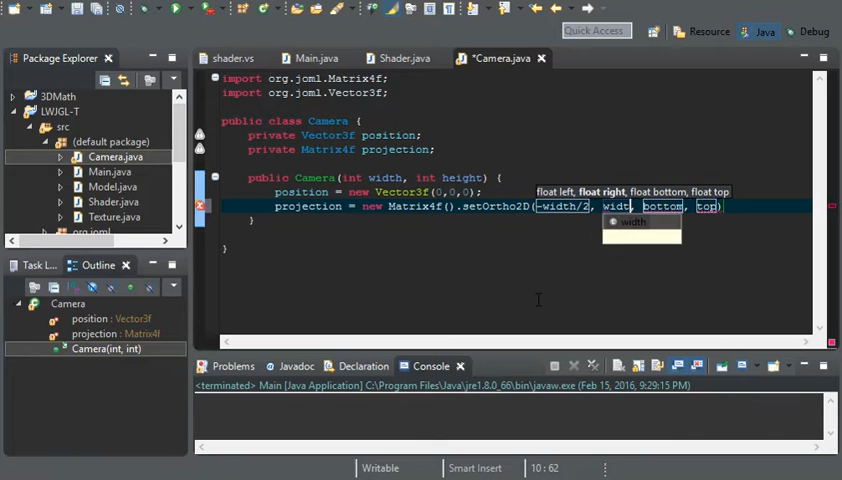 Quick Access
Resource
Java
Debug
Package Explorer
3DMath
LWJGL-T
src
(default package)
Camera.java
Main.java
Model.java
Shader.java
Texture.java
org.joml
Task L...
Outline
Camera
position : Vector3f
projection : Matrix4f
Camera(int, int)
shader.vs
Main.java
Shader.java
*Camera.java
import org.joml.Matrix4f;
import org.joml.Vector3f;
public class Camera {
private Vector3f position;
private Matrix4f projection;
public Camera(int width, int height) {
position = new Vector3f(0,0,0);
float left, float right, float bottom, float top
projection = new Matrix4f().setOrtho2D(-width/2, widt, bottom, top)
width
}
}
Problems
Javadoc
Declaration
Console
<terminated> Main [Java Application] C:\Program Files\Java\jre1.8.0_66\bin\javaw.exe (Feb 15, 2016, 9:29:15 PM)
Writable
Smart Insert
10 : 62